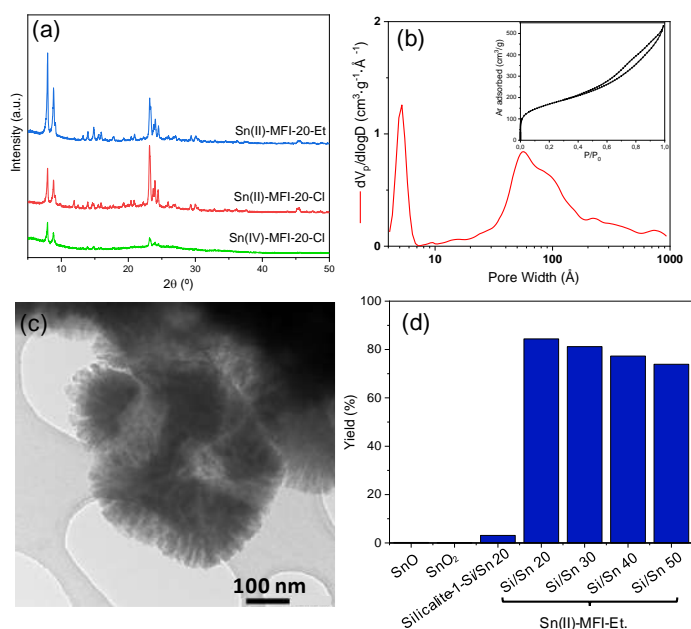 (a)
Intensity (a.u.)
Sn(II)-MFI-20-Et
Sn(II)-MFI-20-Cl
Sn(IV)-MFI-20-Cl
10
20
30
40
50
2θ (º)
(b)
dVp/dlogD (cm³·g⁻¹·Å⁻¹)
2
1
0
10
100
1000
Pore Width (Å)
Ar adsorbed (cm³/g)
500
400
300
200
100
0
0,0
0,2
0,4
0,6
0,8
1,0
P/P₀
(c)
100 nm
(d)
Yield (%)
100
80
60
40
20
0
SnO
SnO₂
Silicalite-1-Si/Sn 20
Si/Sn 20
Si/Sn 30
Si/Sn 40
Si/Sn 50
Sn(II)-MFI-Et.